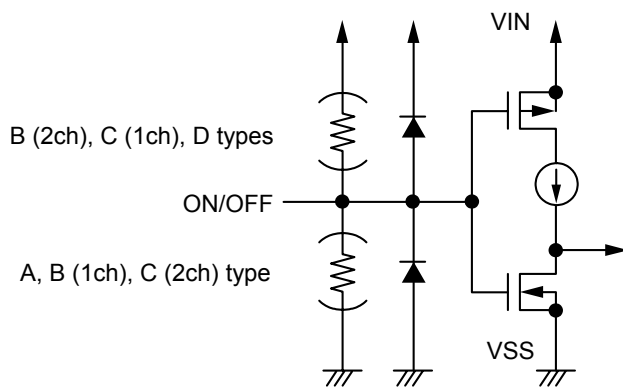 VIN
B (2ch), C (1ch), D types
ON/OFF
A, B (1ch), C (2ch) type
VSS